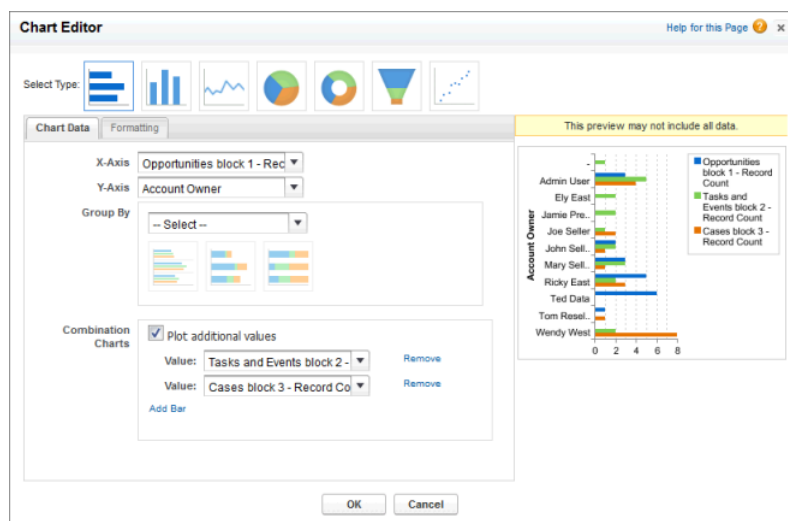 Chart Editor
Help for this Page ? x
Select Type:
Chart Data Formatting
X-Axis Opportunities block 1 - Rec
Y-Axis Account Owner
Group By
-- Select --
Combination
Charts
Plot additional values
Value: Tasks and Events block 2 - Remove
Value: Cases block 3 - Record Co Remove
Add Bar
This preview may not include all data.
Account Owner
-
Admin User
Ely East
Jamie Pre..
Joe Seller
John Sell..
Mary Sell..
Ricky East
Ted Data
Tom Resel..
Wendy West
0 2 4 6 8
Opportunities
block 1 - Record
Count
Tasks and
Events block 2 -
Record Count
Cases block 3 -
Record Count
OK Cancel